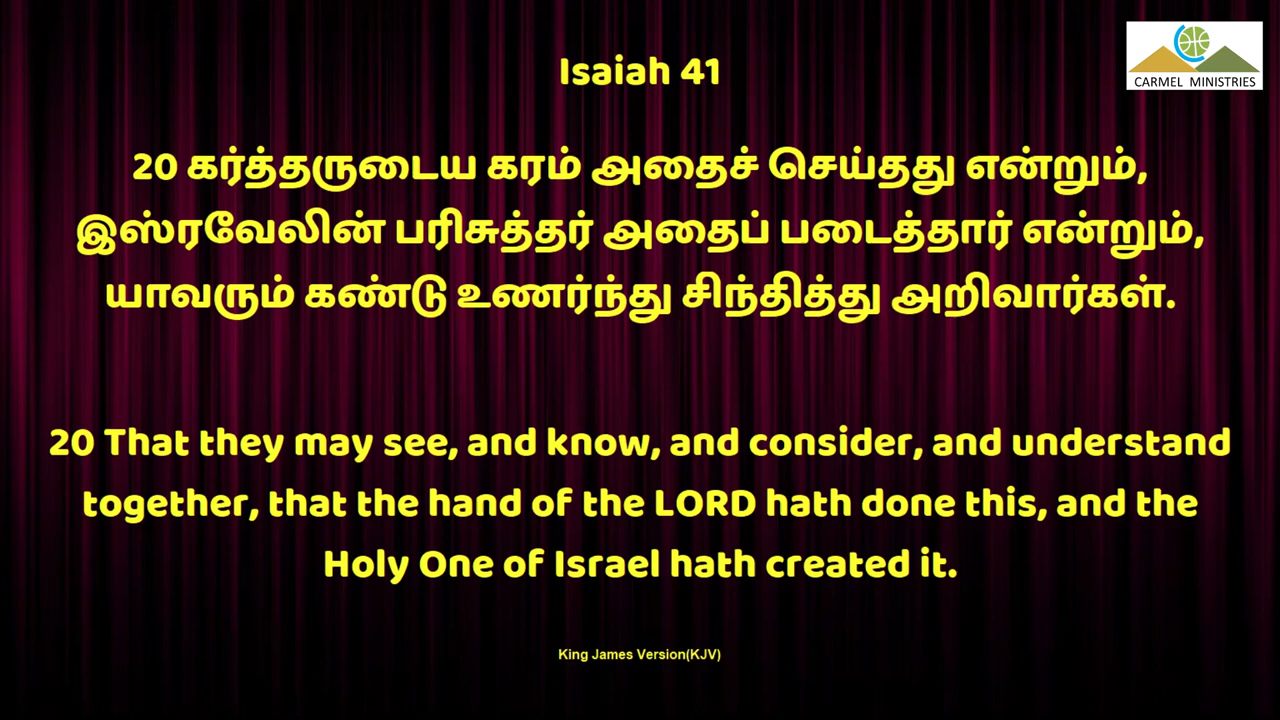 Isaiah 41
CARMEL MINISTRIES
20 கர்த்தருடைய கரம் அதைச் செய்தது என்றும்,
இஸ்ரவேலின் பரிசுத்தர் அதைப் படைத்தார் என்றும்,
யாவரும் கண்டு உணர்ந்து சிந்தித்து அறிவார்கள்.
20 That they may see, and know, and consider, and understand
together, that the hand of the LORD hath done this, and the
Holy One of Israel hath created it.
King James Version(KJV)